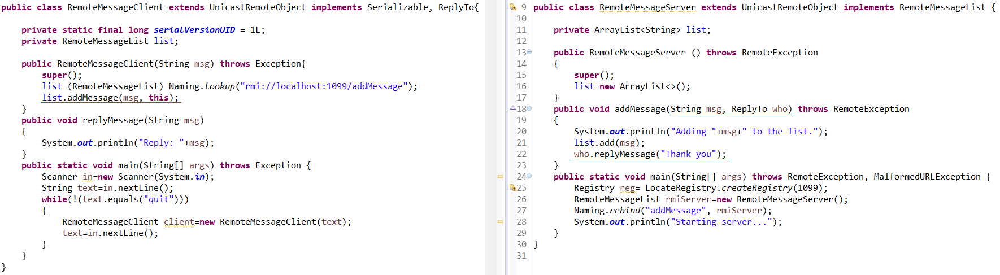 public class RemoteMessageClient extends UnicastRemoteObject implements Serializable, ReplyTo{
private static final long serialVersionUID = 1L;
private RemoteMessageList list;
public RemoteMessageClient(String msg) throws Exception{
super();
list=(RemoteMessageList) Naming.lookup("rmi://localhost:1099/addMessage");
list.addMessage(msg, this);
}
public void replyMessage(String msg)
{
System.out.println("Reply: "+msg);
}
public static void main(String[] args) throws Exception {
Scanner in=new Scanner(System.in);
String text=in.nextLine();
while(!(text.equals("quit")))
{
RemoteMessageClient client=new RemoteMessageClient(text);
text=in.nextLine();
}
}
}
9 public class RemoteMessageServer extends UnicastRemoteObject implements RemoteMessageList {
10
11 private ArrayList<String> list;
12
13 public RemoteMessageServer () throws RemoteException
14 {
15 super();
16 list=new ArrayList<>();
17 }
18 public void addMessage(String msg, ReplyTo who) throws RemoteException
19 {
20 System.out.println("Adding "+msg+" to the list.");
21 list.add(msg);
22 who.replyMessage("Thank you");
23 }
24 public static void main(String[] args) throws RemoteException, MalformedURLException {
25 Registry reg= LocateRegistry.createRegistry(1099);
26 RemoteMessageList rmiServer=new RemoteMessageServer();
27 Naming.rebind("addMessage", rmiServer);
28 System.out.println("Starting server...");
29 }
30 }
31